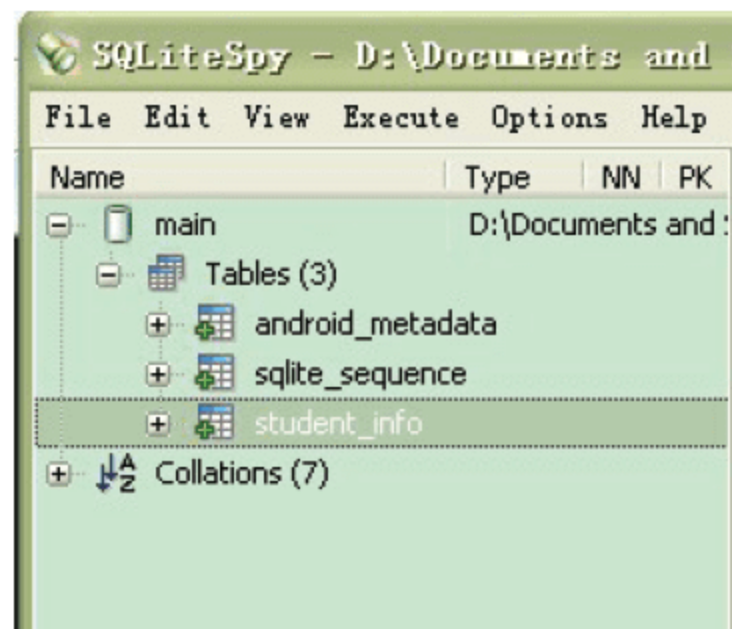 SQLiteSpy - D:\Documents and
File Edit View Execute Options Help
Name Type NN PK
main D:\Documents and
Tables (3)
android_metadata
sqlite_sequence
student_info
Collations (7)